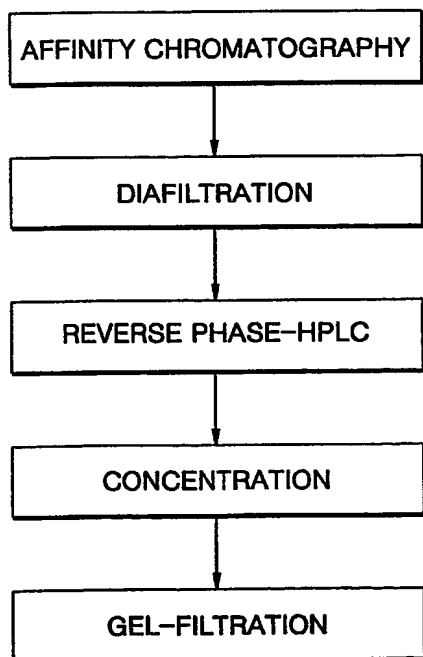 AFFINITY CHROMATOGRAPHY
DIAFILTRATION
REVERSE PHASE-HPLC
CONCENTRATION
GEL-FILTRATION